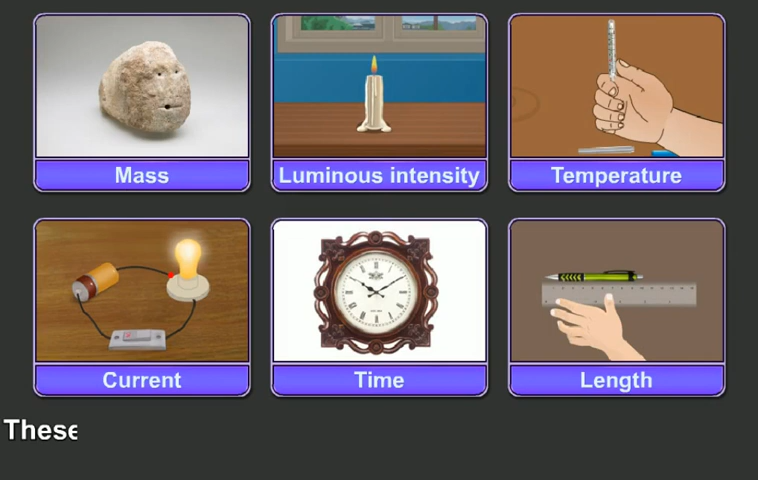 Mass
Luminous intensity
Temperature
Current
Time
Length
These